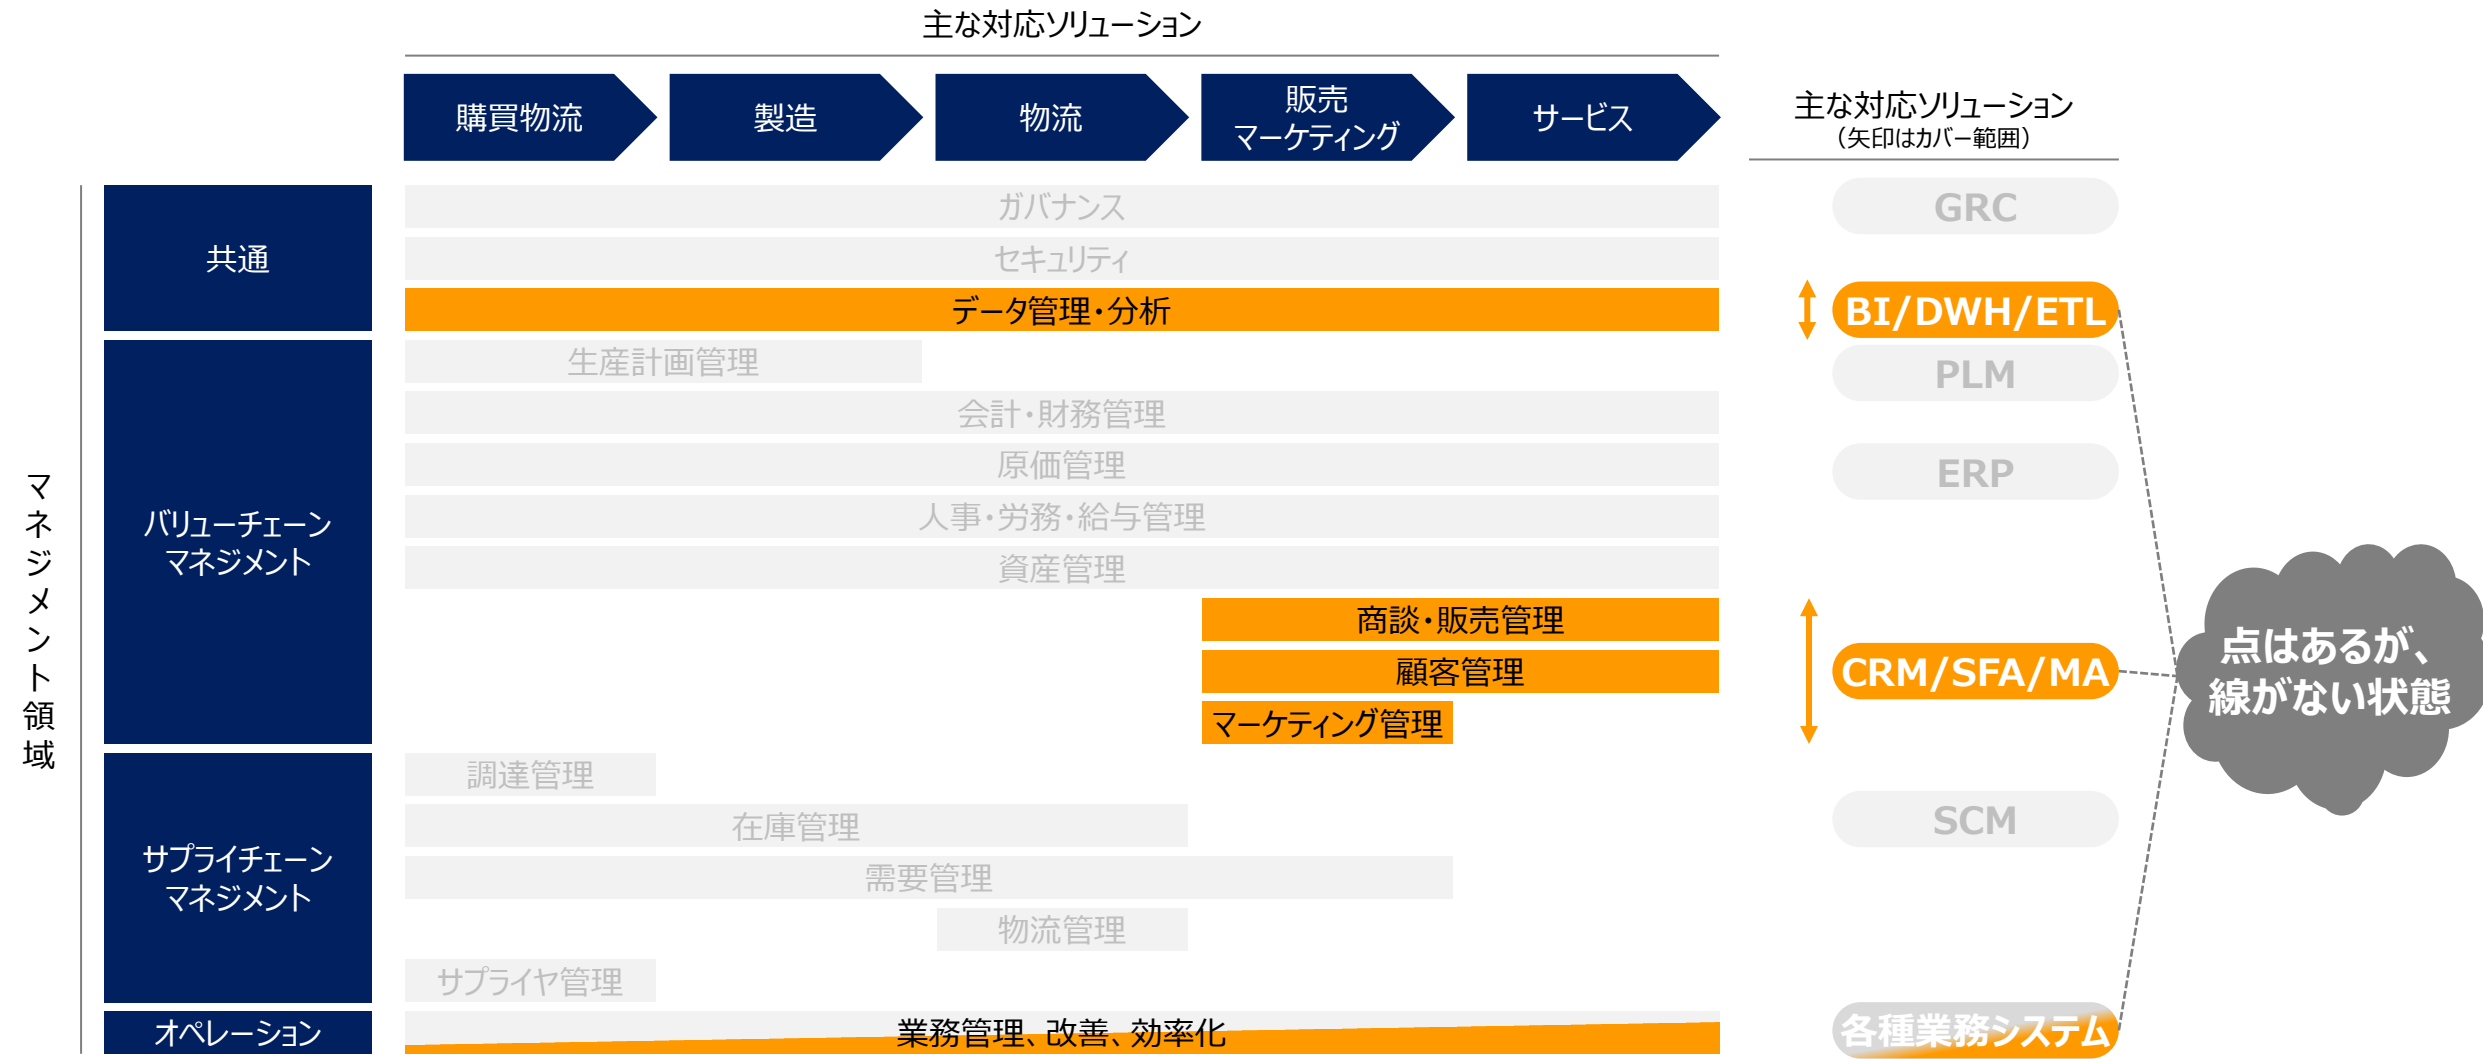 主な対応ソリューション
購買物流
製造
物流
販売
マーケティング
サービス
主な対応ソリューション
（矢印はカバー範囲）
マネジメント領域
共通
ガバナンス
GRC
セキュリティ
データ管理・分析
BI/DWH/ETL
バリューチェーン
マネジメント
生産計画管理
PLM
会計・財務管理
原価管理
ERP
人事・労務・給与管理
資産管理
商談・販売管理
顧客管理
CRM/SFA/MA
マーケティング管理
点はあるが、
線がない状態
サプライチェーン
マネジメント
調達管理
在庫管理
SCM
需要管理
物流管理
サプライヤ管理
オペレーション
業務管理、改善、効率化
各種業務システム